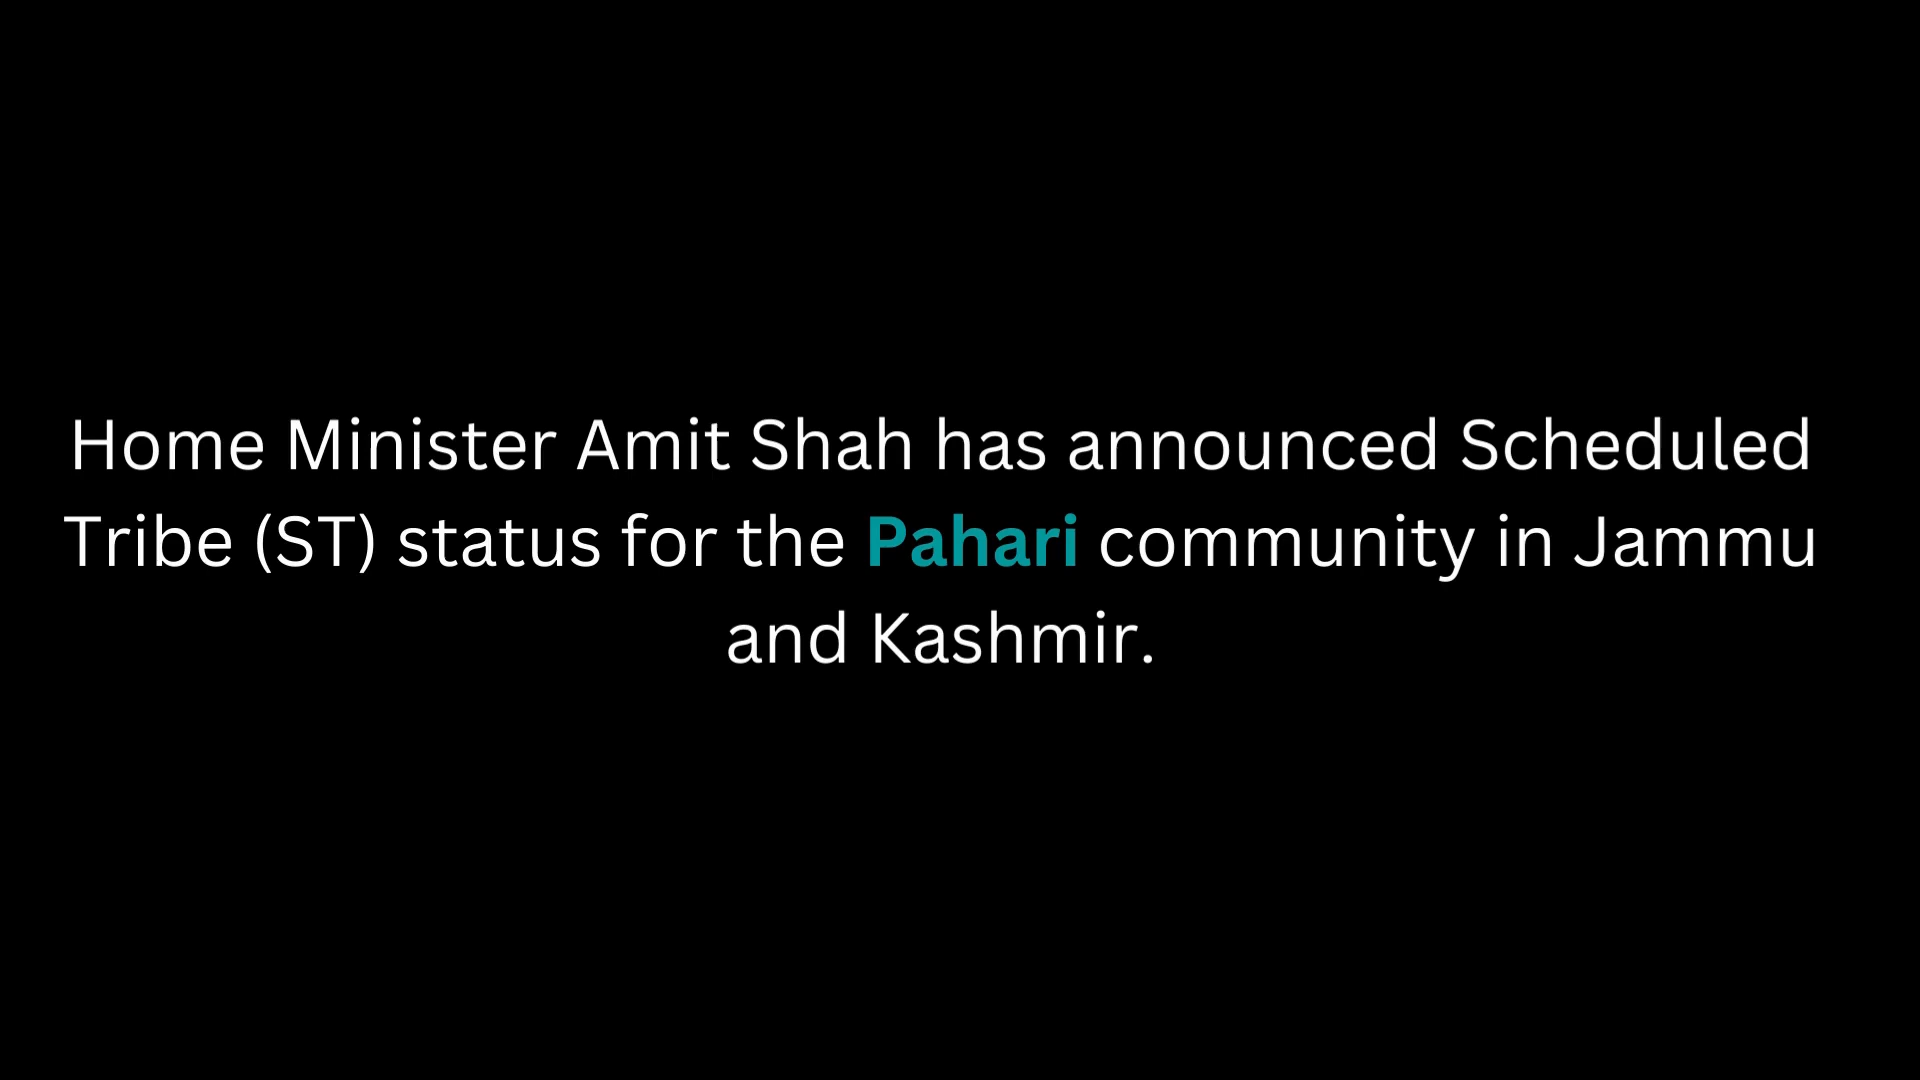 Home Minister Amit Shah has announced Scheduled
Tribe (ST) status for the Pahari community in Jammu
and Kashmir.